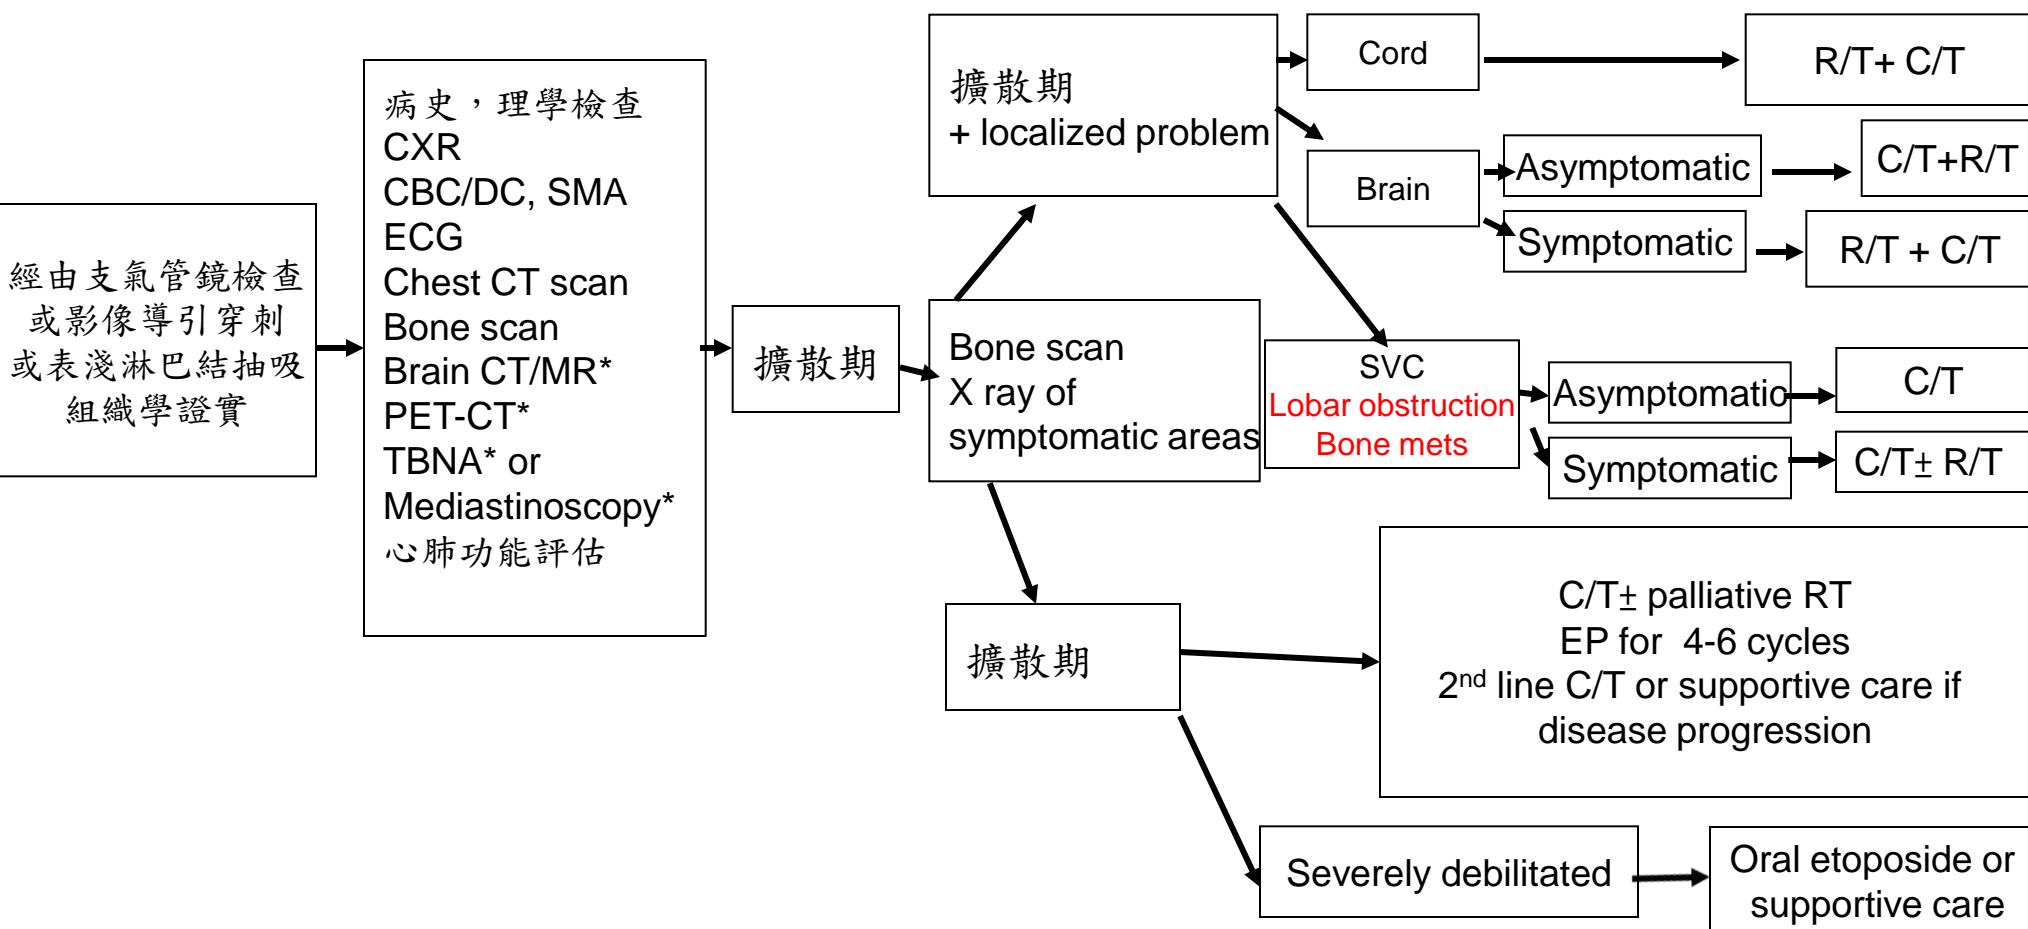 經由支氣管鏡檢查
或影像導引穿刺
或表淺淋巴結抽吸
組織學證實
病史，理學檢查
CXR
CBC/DC, SMA
ECG
Chest CT scan
Bone scan
Brain CT/MR*
PET-CT*
TBNA* or
Mediastinoscopy*
心肺功能評估
擴散期
擴散期
+ localized problem
Bone scan
X ray of
symptomatic areas
擴散期
Cord
R/T+ C/T
Brain
Asymptomatic
C/T+R/T
Symptomatic
R/T + C/T
SVC
Lobar obstruction
Bone mets
Asymptomatic
C/T
Symptomatic
C/T± R/T
C/T± palliative RT
EP for 4-6 cycles
2nd line C/T or supportive care if
disease progression
Severely debilitated
Oral etoposide or
supportive care